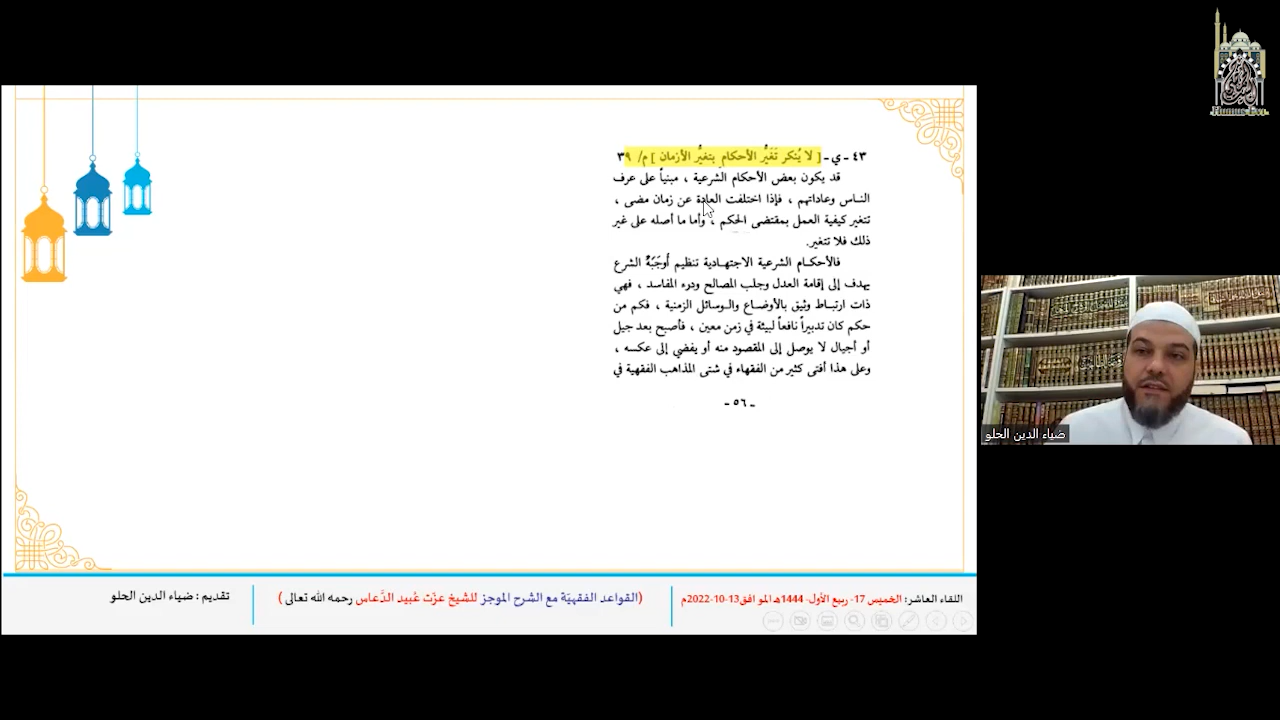 ٤٣ - ي - [ لا يُنكر تَغَيُّر الأحكام بتغيُّر الأزمان ] م/ ٣٩
قد يكون بعض الأحكام الشرعية ، مبنياً على عرف
الناس وعاداتهم ، فإذا اختلفت العادة عن زمان مضى ،
تتغير كيفية العمل بمقتضى الحكم ، وأما ما أصله على غير
ذلك فلا تتغير.
فالأحكام الشرعية الاجتهادية تنظيم أَوجَبَهُ الشرع
يهدف إلى إقامة العدل وجلب المصالح ودرء المفاسد ، فهي
ذات ارتباط وثيق بالأوضاع والوسائل الزمنية ، فكم من
حكم كان تدبيراً نافعاً لبيئة في زمن معين ، فأصبح بعد جيل
أو أجيال لا يوصل إلى المقصود منه أو يفضي إلى عكسه ،
وعلى هذا أفتى كثير من الفقهاء في شتى المذاهب الفقهية في
- ٥٦ -
ضياء الدين الحلو
اللقاء العاشر: الخميس 17- ربيع الأول- 1444هـ الموافق13-10-2022م
(القواعد الفقهيَّة مع الشرح الموجز للشيخ عزّت عُبيد الدَّعاس رحمه الله تعالى )
تقديم : ضياء الدين الحلو